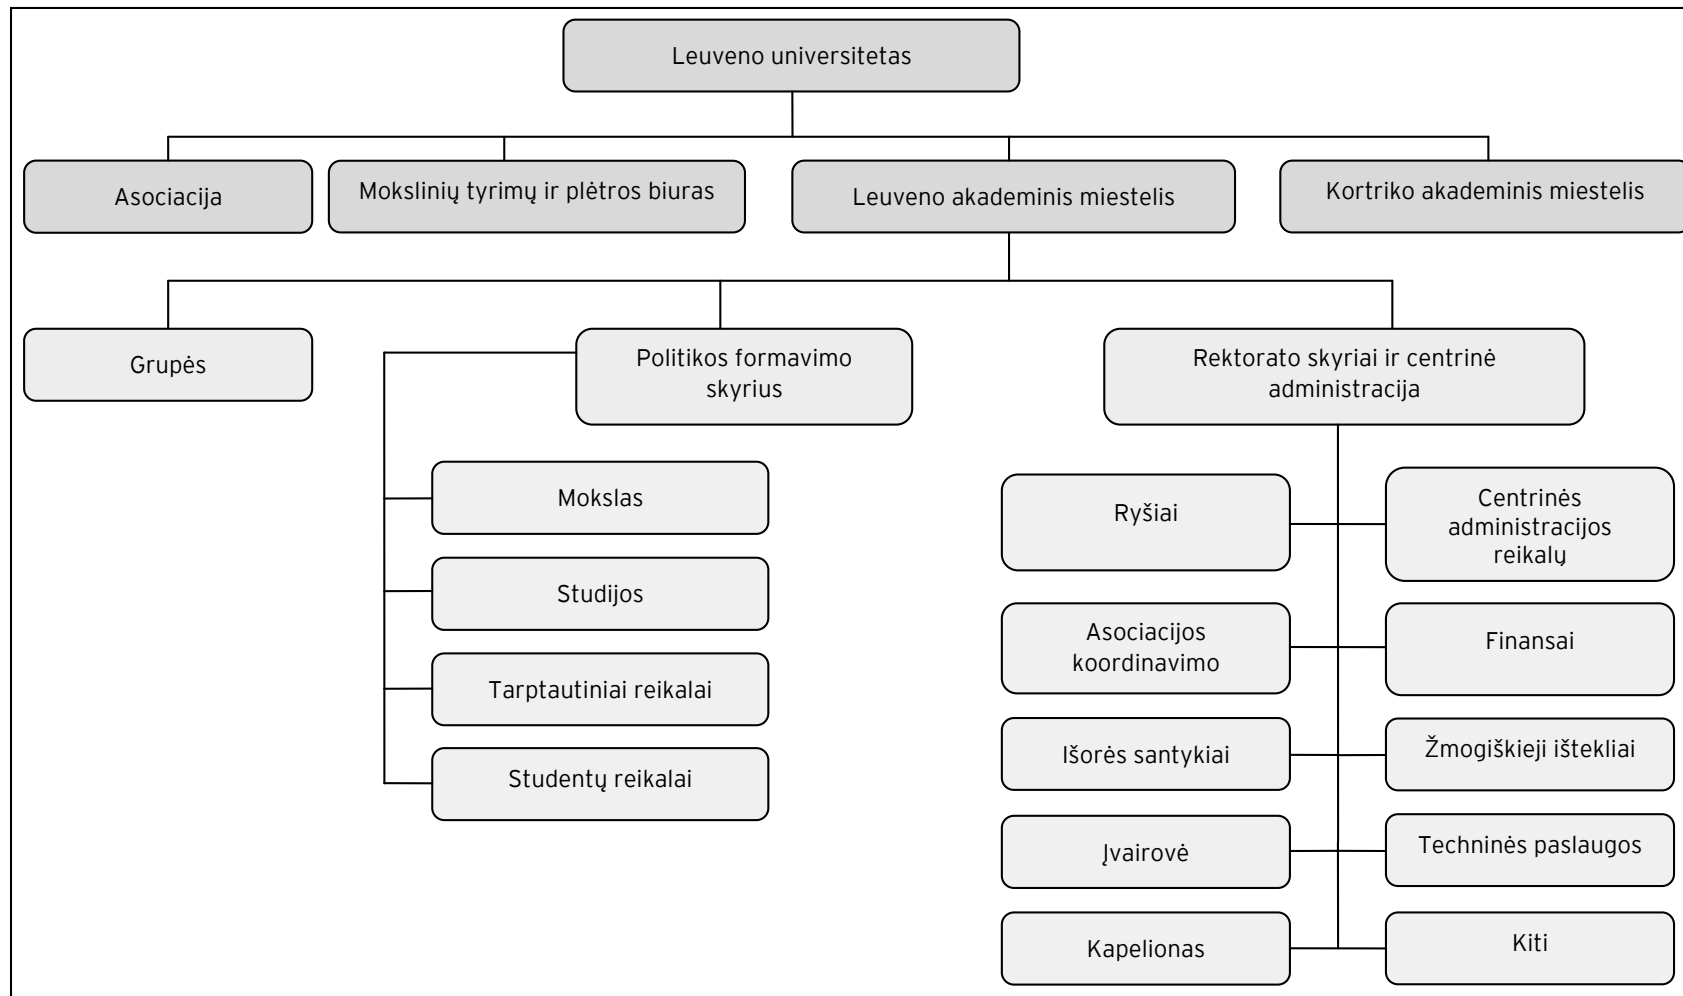 Leuveno universitetas
Asociacija
Mokslinių tyrimų ir plėtros biuras
Leuveno akademinis miestelis
Kortriko akademinis miestelis
Grupės
Politikos formavimo
skyrius
Rektorato skyriai ir centrinė
administracija
Mokslas
Studijos
Tarptautiniai reikalai
Studentų reikalai
Ryšiai
Centrinės
administracijos
reikalų
Asociacijos
koordinavimo
Finansai
Išorės santykiai
Žmogiškieji ištekliai
Įvairovė
Techninės paslaugos
Kapelionas
Kiti